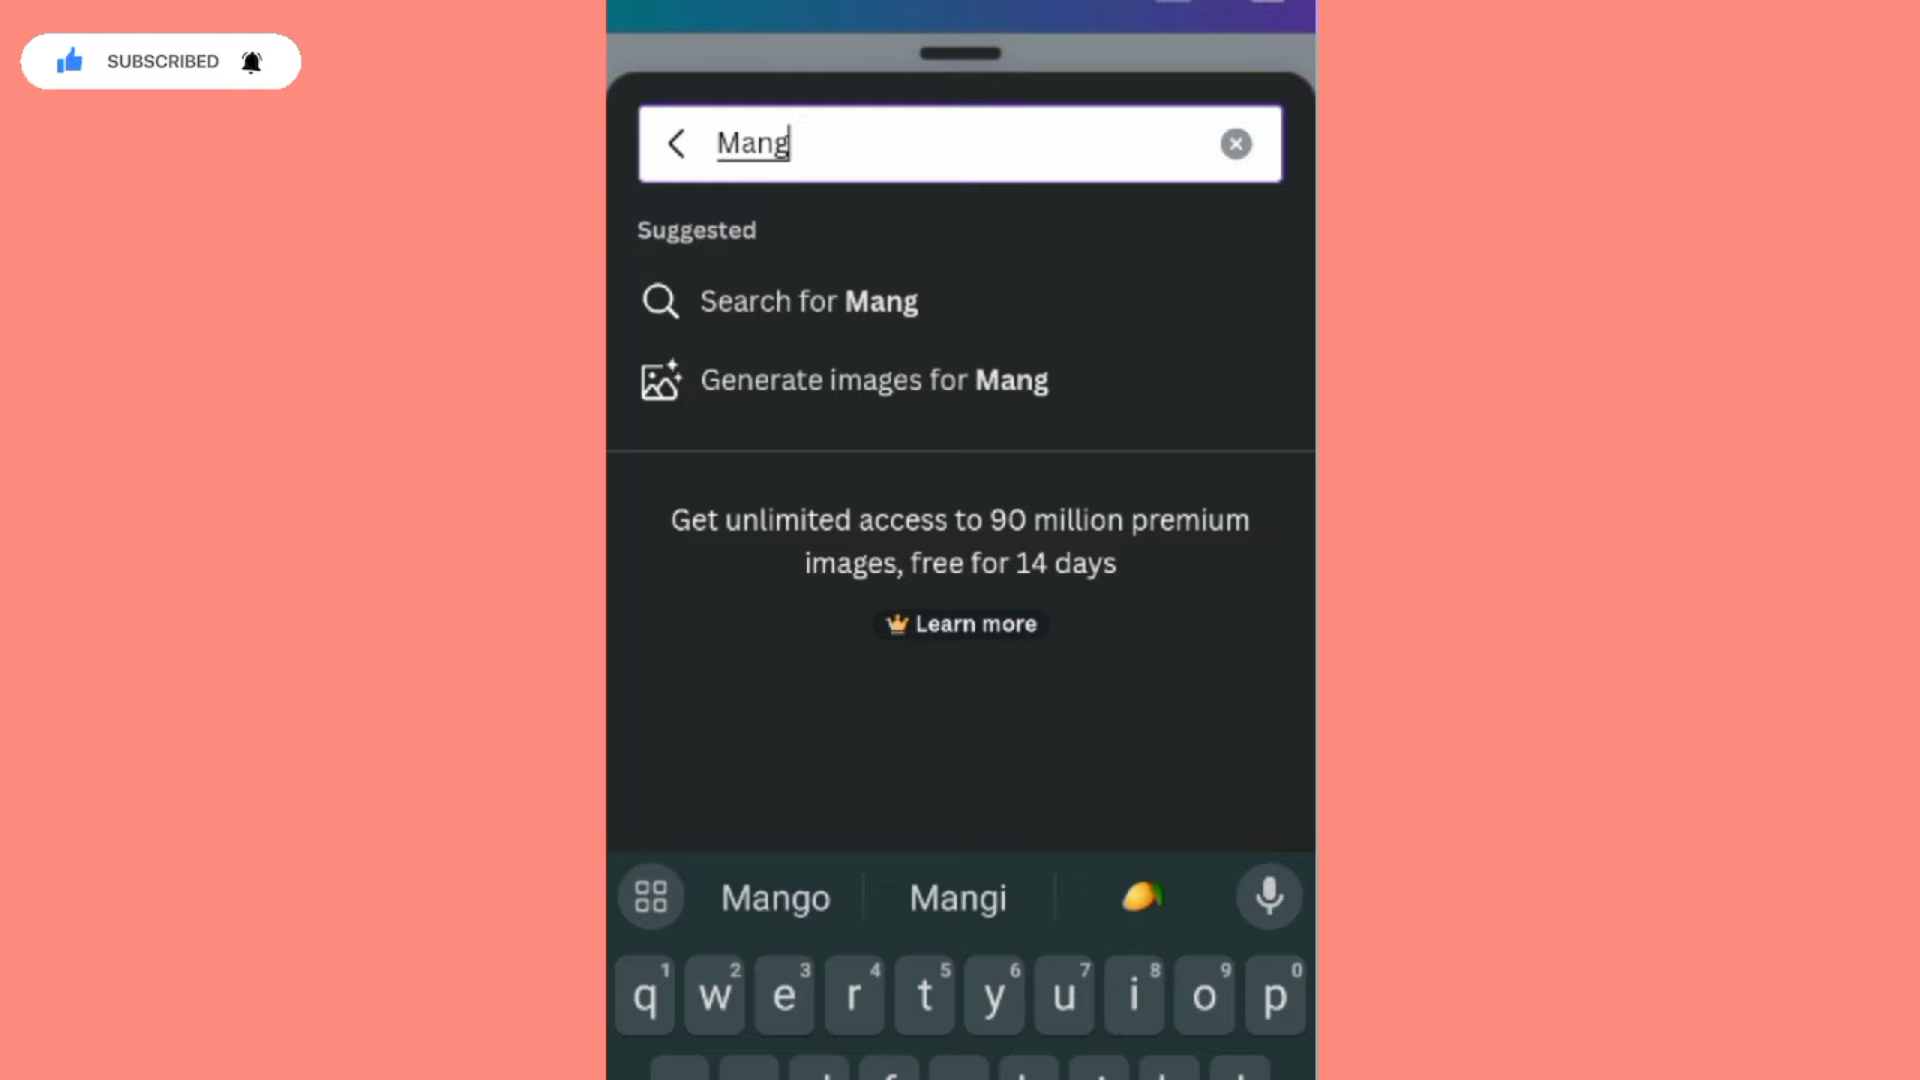 SUBSCRIBED
Mang
Suggested
Search for Mang
Generate images for Mang
Get unlimited access to 90 million premium
images, free for 14 days
Learn more
Mango Mangi
1 2 3 4 5 6 7 8 9 0
q w e r t y u i o p